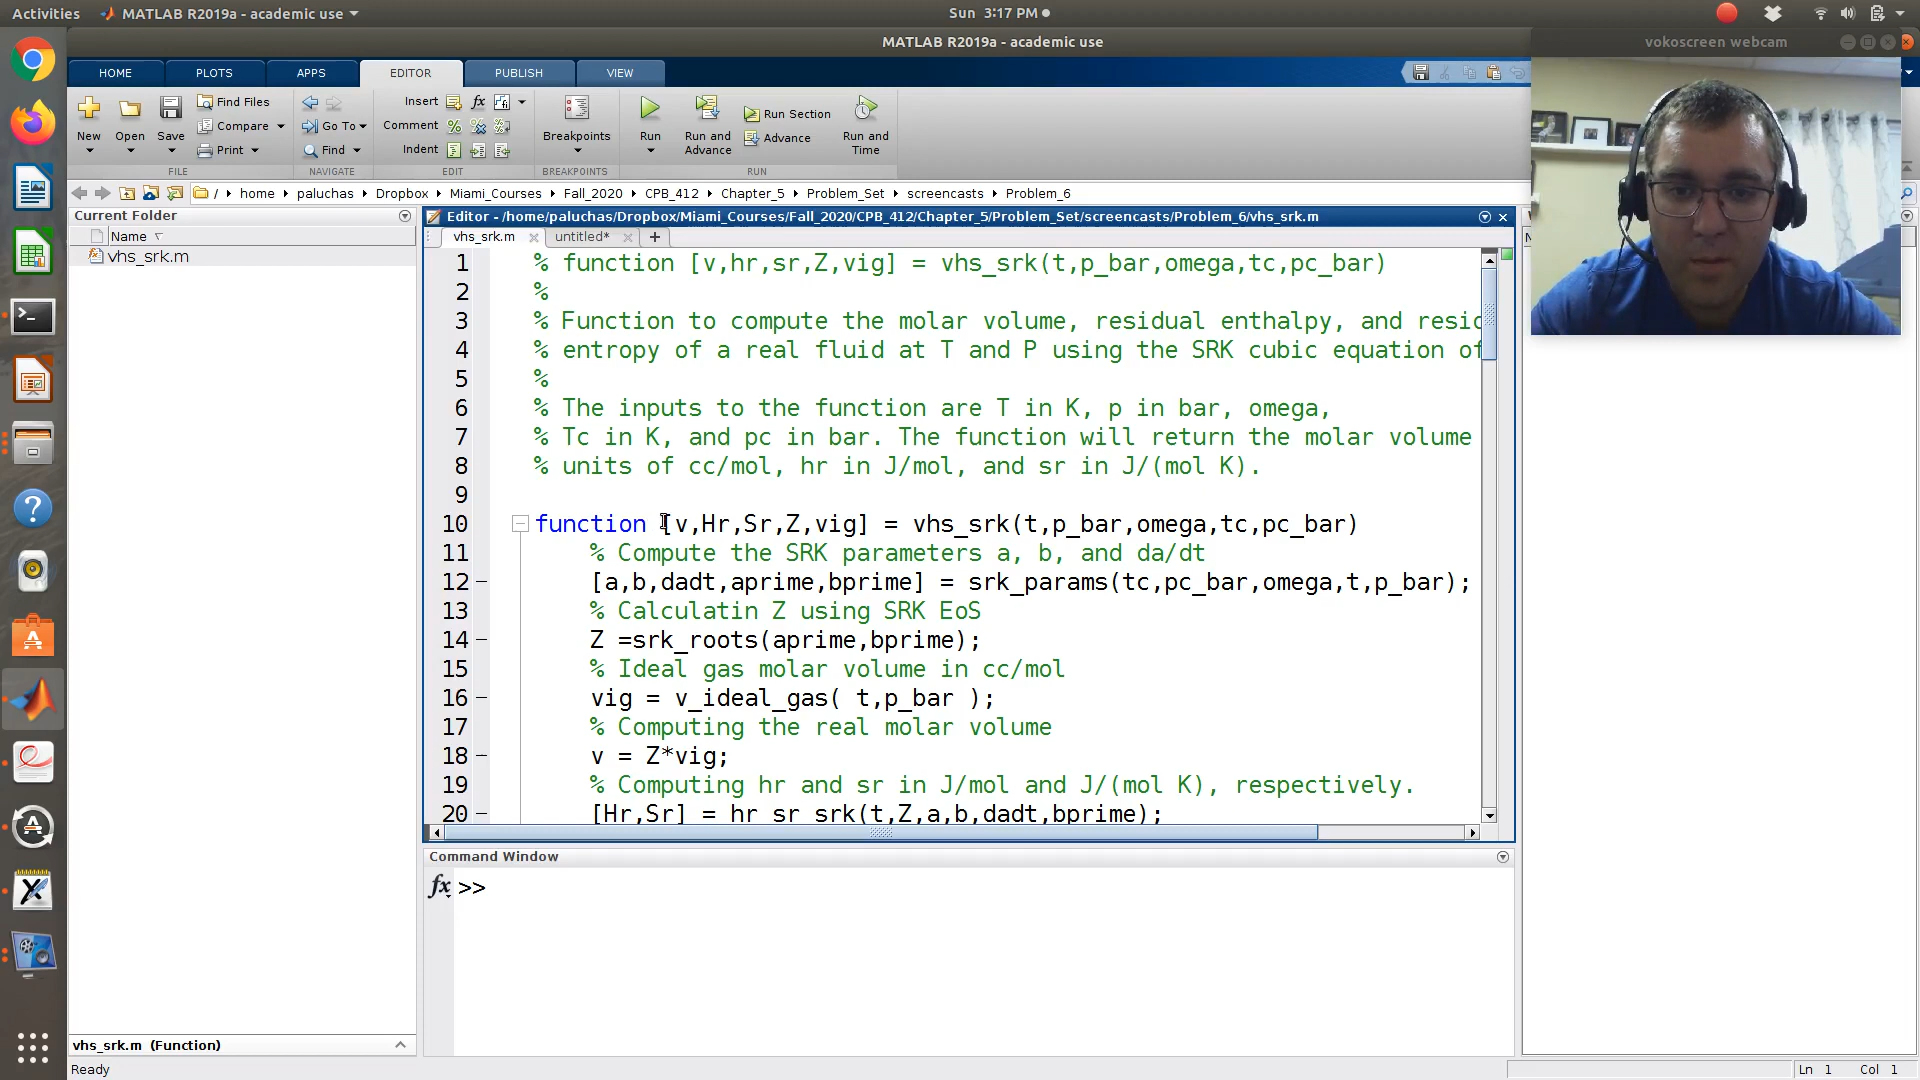 Activities
MATLAB R2019a - academic use
Sun 3:17 PM
MATLAB R2019a - academic use
vokoscreen webcam
HOME
PLOTS
APPS
EDITOR
PUBLISH
VIEW
New
Open
Save
Find Files
Compare
Print
FILE
Go To
Find
NAVIGATE
Insert
fx
Comment
Indent
EDIT
Breakpoints
BREAKPOINTS
Run
Run and
Advance
Run Section
Advance
Run and
Time
RUN
/ home paluchas Dropbox Miami_Courses Fall_2020 CPB_412 Chapter_5 Problem_Set screencasts Problem_6
Current Folder
Name
vhs_srk.m
Editor - /home/paluchas/Dropbox/Miami_Courses/Fall_2020/CPB_412/Chapter_5/Problem_Set/screencasts/Problem_6/vhs_srk.m
vhs_srk.m
untitled*
1 % function [v,hr,sr,Z,vig] = vhs_srk(t,p_bar,omega,tc,pc_bar)
2 %
3 % Function to compute the molar volume, residual enthalpy, and resid
4 % entropy of a real fluid at T and P using the SRK cubic equation of
5 %
6 % The inputs to the function are T in K, p in bar, omega,
7 % Tc in K, and pc in bar. The function will return the molar volume
8 % units of cc/mol, hr in J/mol, and sr in J/(mol K).
9
10 function [v,Hr,Sr,Z,vig] = vhs_srk(t,p_bar,omega,tc,pc_bar)
11 % Compute the SRK parameters a, b, and da/dt
12 [a,b,dadt,aprime,bprime] = srk_params(tc,pc_bar,omega,t,p_bar);
13 % Calculatin Z using SRK EoS
14 Z =srk_roots(aprime,bprime);
15 % Ideal gas molar volume in cc/mol
16 vig = v_ideal_gas( t,p_bar );
17 % Computing the real molar volume
18 v = Z*vig;
19 % Computing hr and sr in J/mol and J/(mol K), respectively.
20 [Hr,Sr] = hr_sr_srk(t,Z,a,b,dadt,bprime);
Command Window
fx >>
vhs_srk.m (Function)
Ready
Ln 1 Col 1